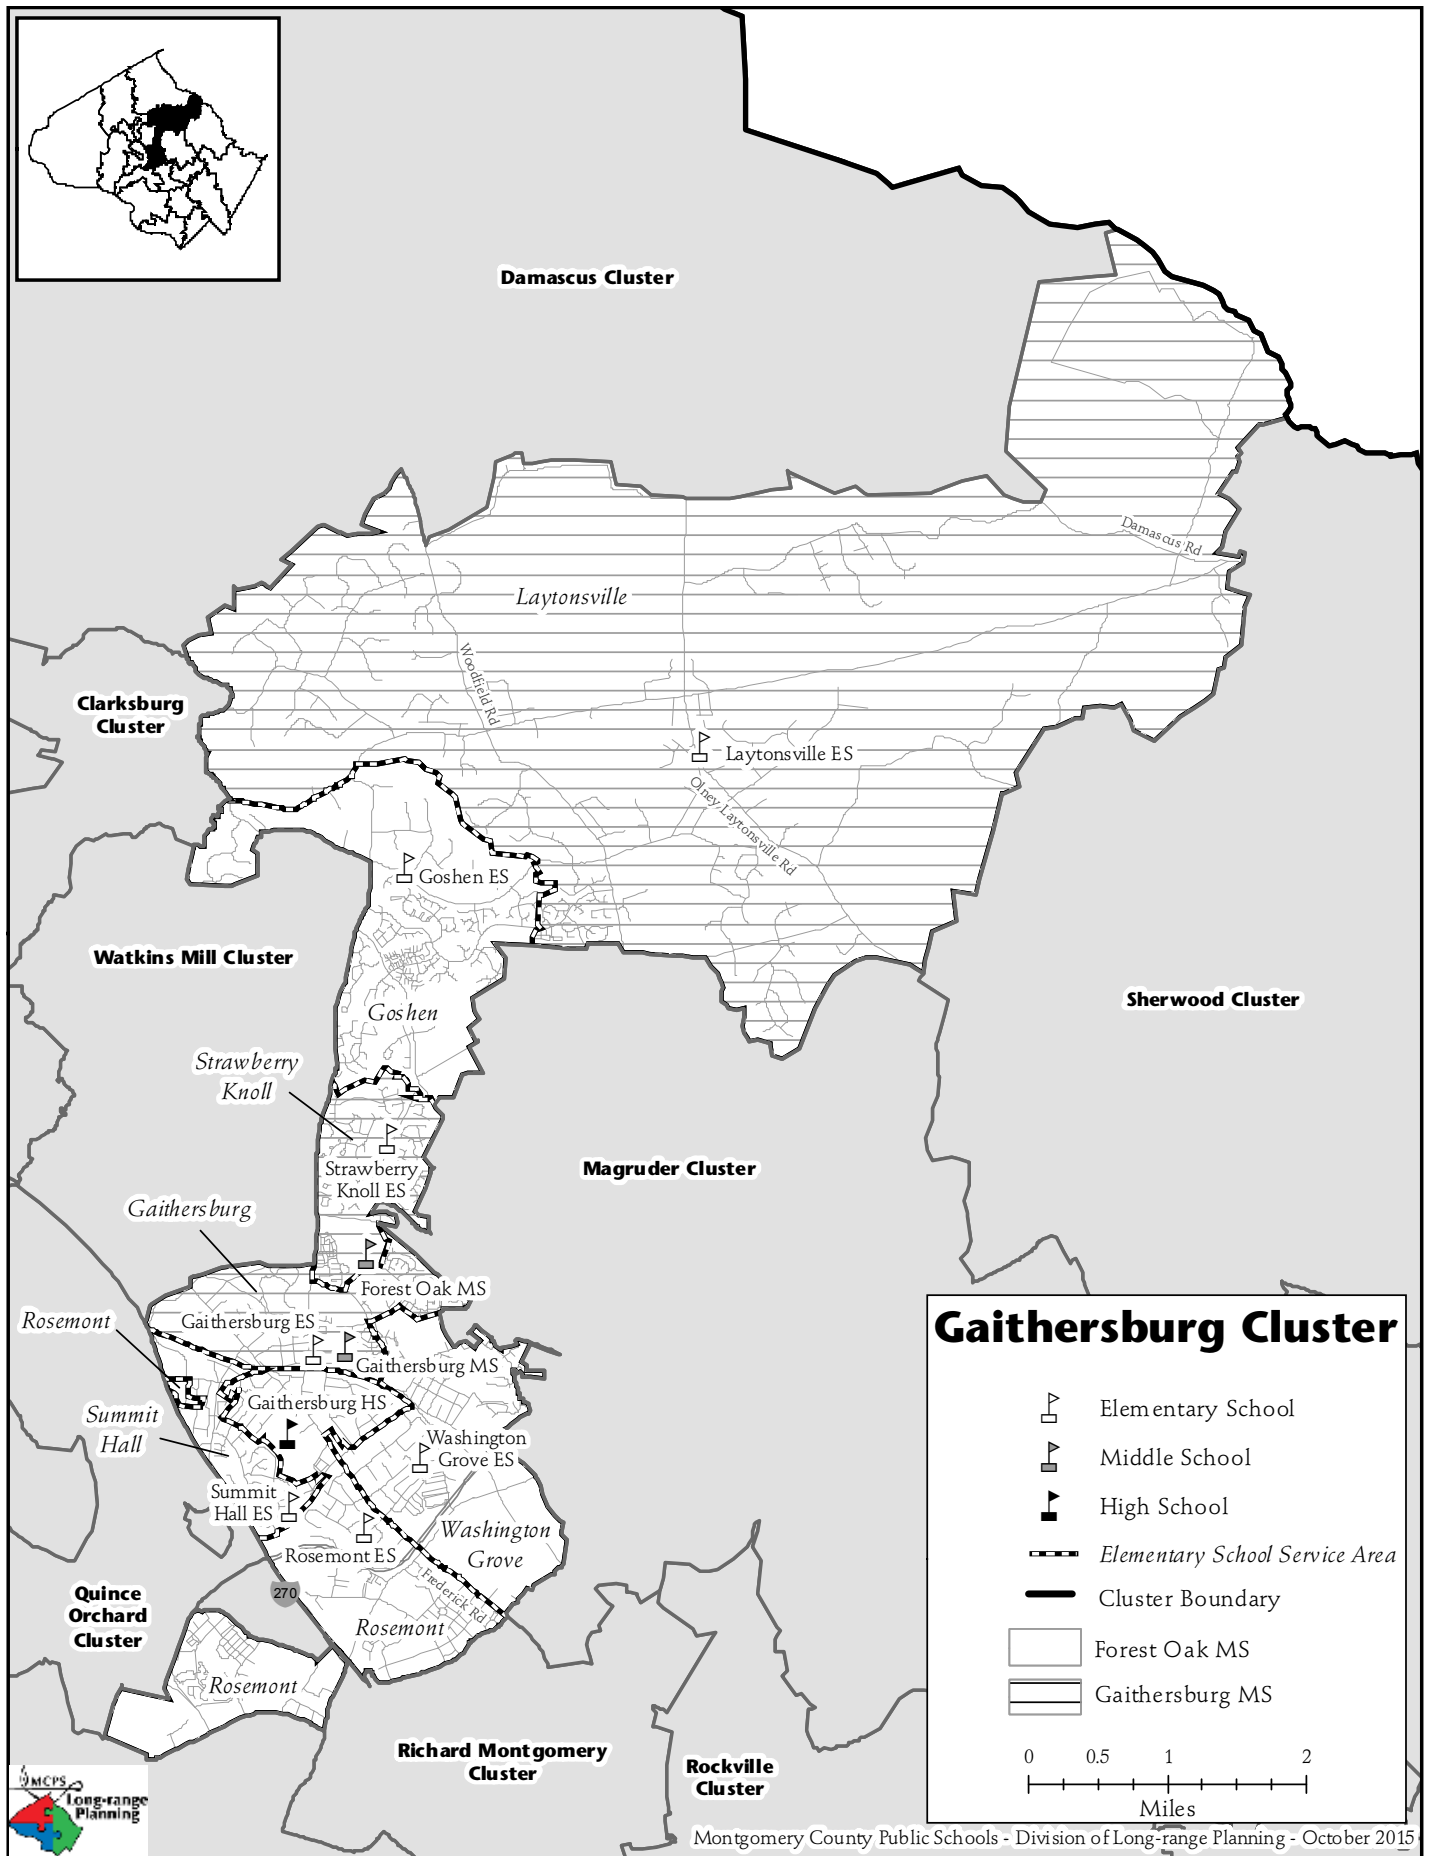 Damascus Cluster
Damascus Rd
Laytonsville
Woodfield Rd
Clarksburg
Cluster
Laytonsville ES
Olney Laytonsville Rd
Goshen ES
Watkins Mill Cluster
Sherwood Cluster
Goshen
Strawberry
Knoll
Strawberry
Knoll ES
Magruder Cluster
Gaithersburg
Forest Oak MS
Rosemont
Gaithersburg ES
Gaithersburg MS
Gaithersburg HS
Summit
Hall
Washington
Grove ES
Summit
Hall ES
Washington
Grove
Rosemont ES
270
Frederick Rd
Quince
Orchard
Cluster
Rosemont
Rosemont
Richard Montgomery
Cluster
Rockville
Cluster
Gaithersburg Cluster
Elementary School
Middle School
High School
Elementary School Service Area
Cluster Boundary
Forest Oak MS
Gaithersburg MS
0 0.5 1 2
Miles
MCPS
Long-range
Planning
Montgomery County Public Schools - Division of Long-range Planning - October 2015